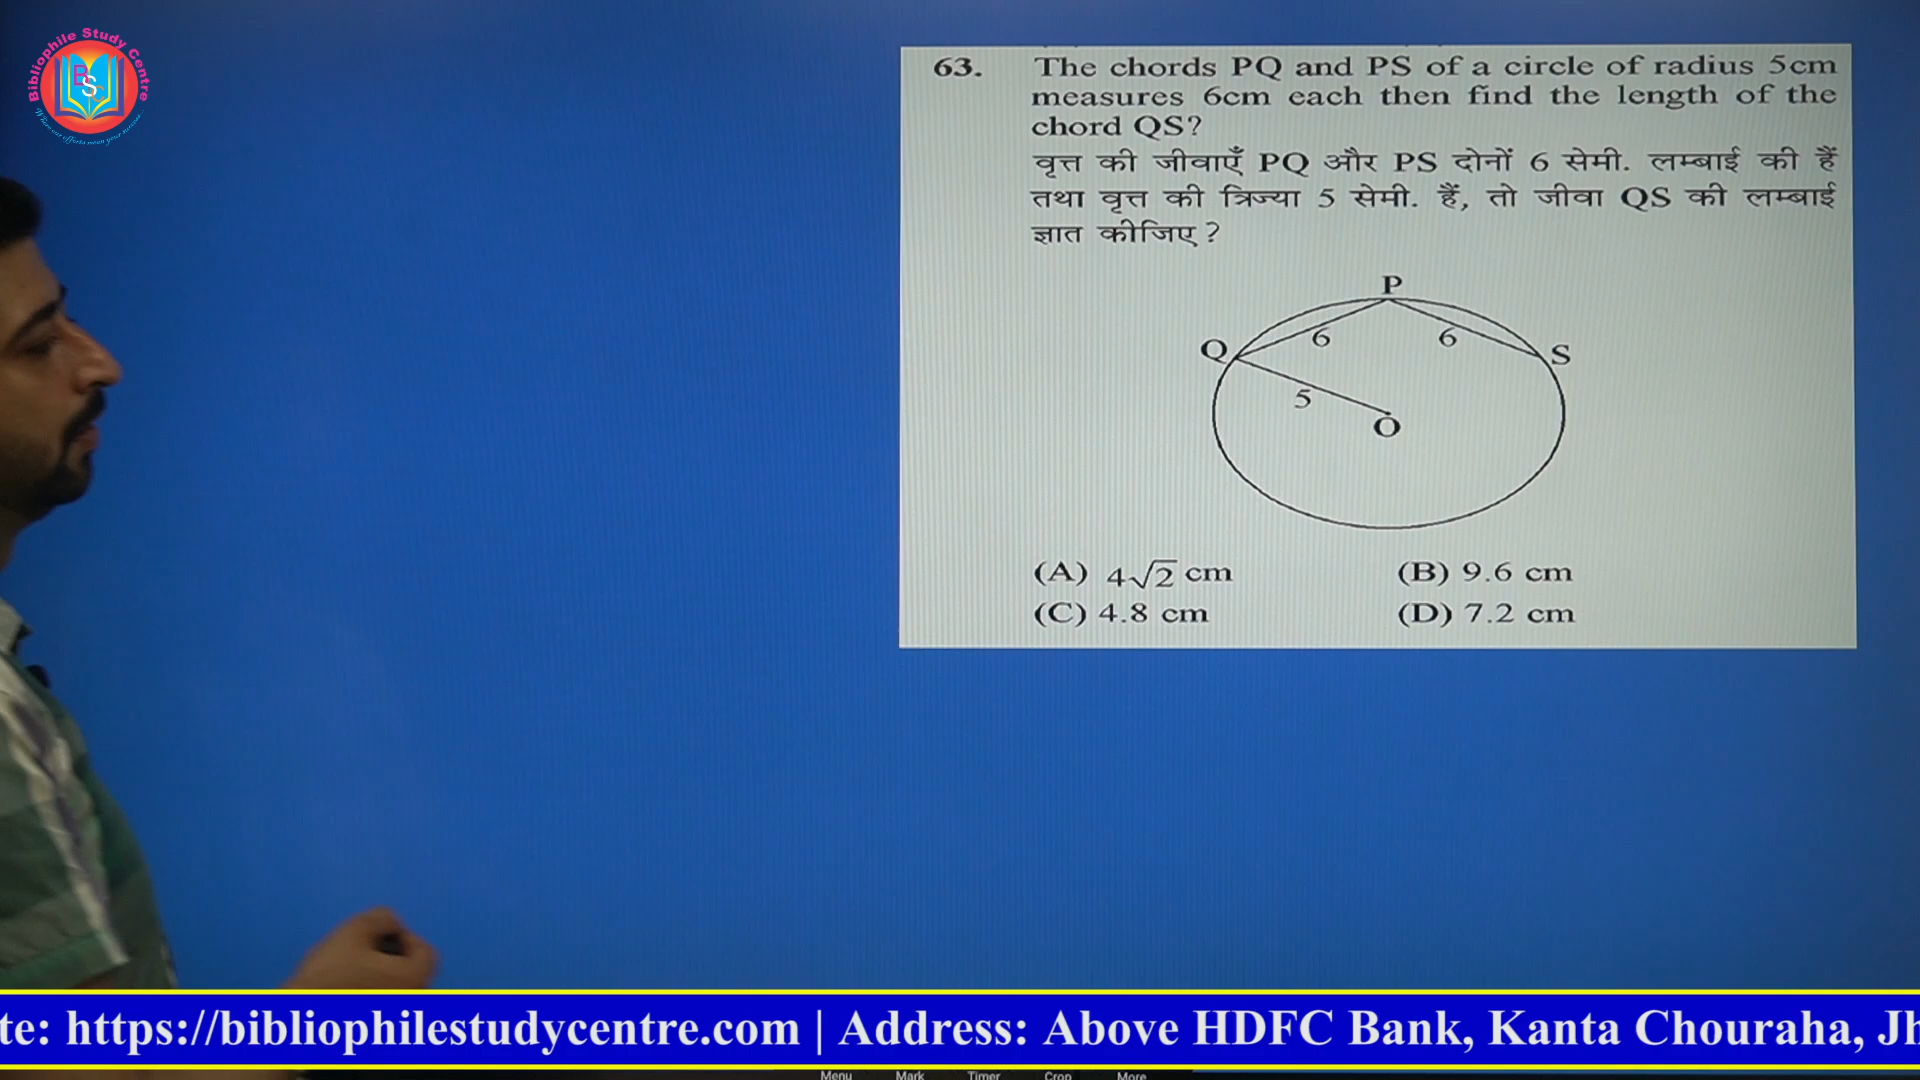 Bibliophile Study Centre
BSC
63. The chords PQ and PS of a circle of radius 5cm
measures 6cm each then find the length of the
chord QS?
वृत्त की जीवाएँ PQ और PS दोनों 6 सेमी. लम्बाई की हैं
तथा वृत्त की त्रिज्या 5 सेमी. हैं, तो जीवा QS की लम्बाई
ज्ञात कीजिए ?
P
6 6
Q S
5
O
(A) 4√2 cm (B) 9.6 cm
(C) 4.8 cm (D) 7.2 cm
te: https://bibliophilestudycentre.com | Address: Above HDFC Bank, Kanta Chouraha, Jh
Menu Mark Timer Crop More